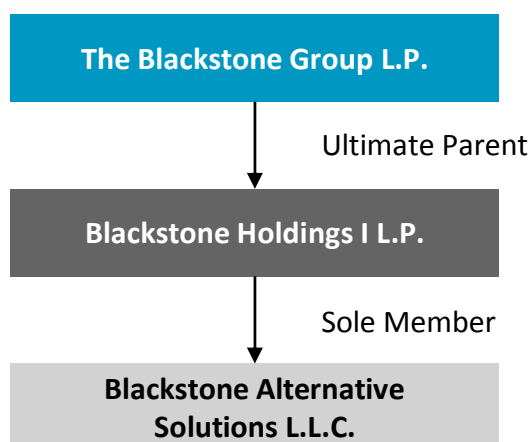 The Blackstone Group L.P.
Ultimate Parent
Blackstone Holdings I L.P.
Sole Member
Blackstone Alternative
Solutions L.L.C.